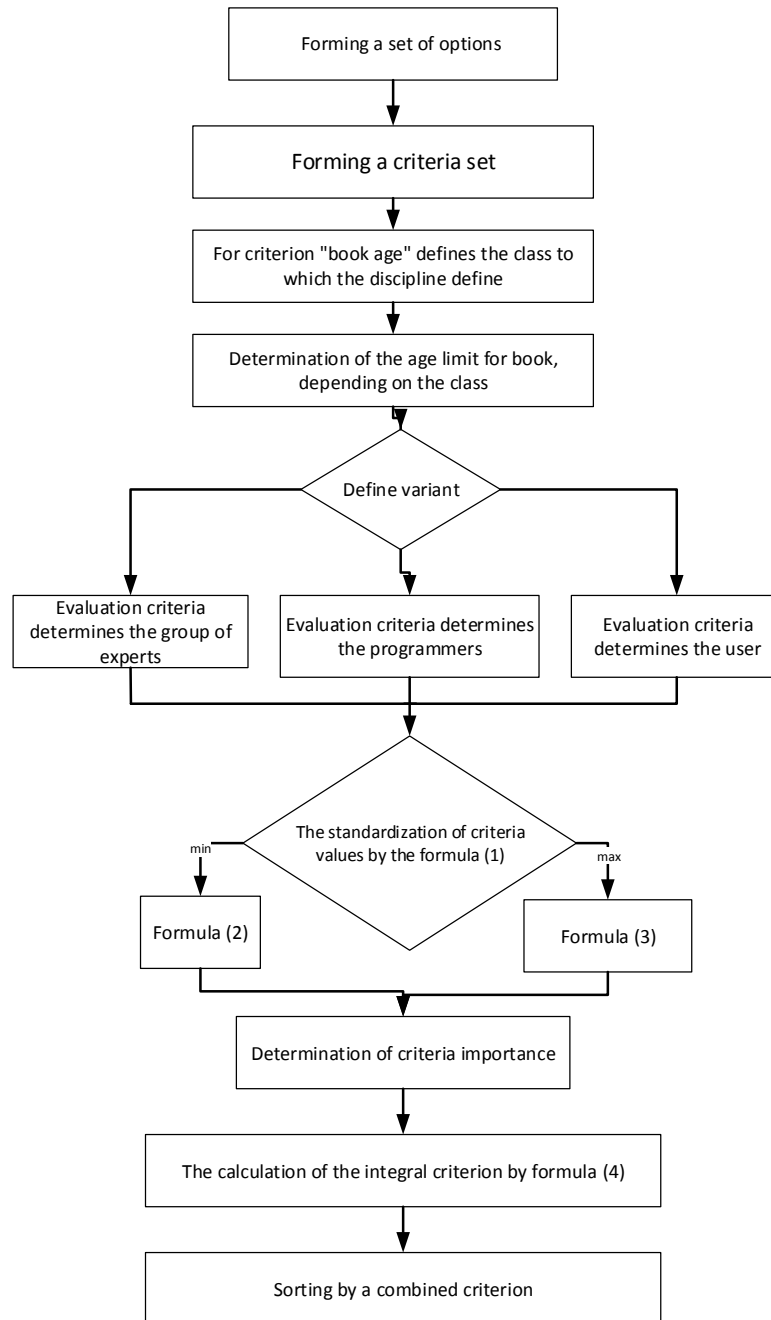 Forming a set of options
Forming a criteria set
For criterion "book age" defines the class to
which the discipline define
Determination of the age limit for book,
depending on the class
Define variant
Evaluation criteria
determines the group of
experts
Evaluation criteria determines
the programmers
Evaluation criteria
determines the user
The standardization of criteria
values by the formula (1)
min
max
Formula (2)
Formula (3)
Determination of criteria importance
The calculation of the integral criterion by formula (4)
Sorting by a combined criterion